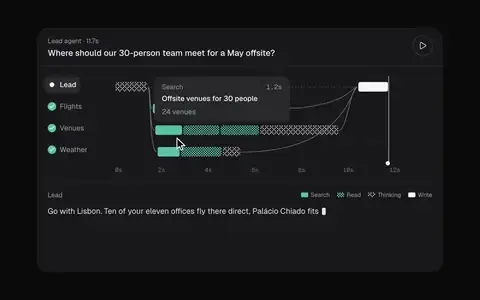 Lead agent · 11.7s
Where should our 30-person team meet for a May offsite?
Lead
Flights
Venues
Weather
Search 1.2s
Offsite venues for 30 people
24 venues
0s 2s 4s 6s 8s 10s 12s
Lead
Search Read Thinking Write
Go with Lisbon. Ten of your eleven offices fly there direct, Palácio Chiado fits